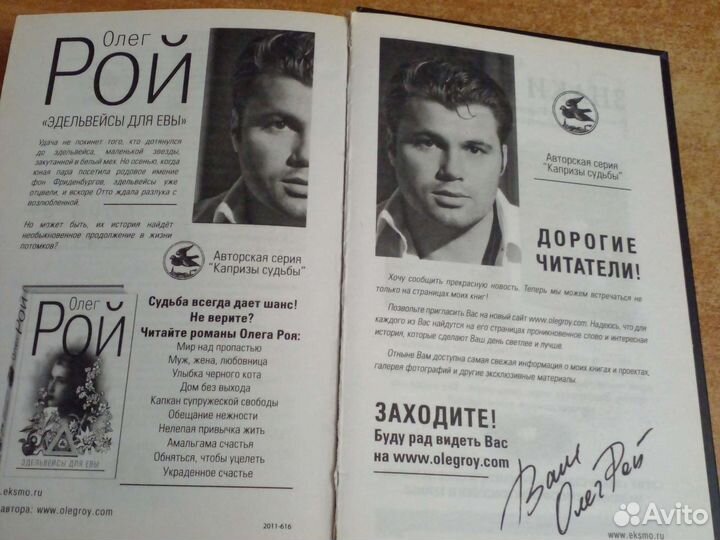 Олег
РОЙ
«ЭДЕЛЬВЕЙСЫ ДЛЯ ЕВЫ»
Удача не покинет того, кто дотянулся
до эдельвейса, маленькой звезды,
закутанной в белый мех. Но осенью, когда
юная пара посетила родовое имение
фон Фриденбургов, эдельвейсы уже
отцвели, и вскоре Отто ждала разлука с
возлюбленной.
Но может быть, их история найдёт
необыкновенное продолжение в жизни
потомков?
Авторская серия
"Капризы судьбы"
Олег
РОЙ
РОЙ
ЭДЕЛЬВЕЙСЫ ДЛЯ ЕВЫ
Судьба всегда дает шанс!
Не верите?
Читайте романы Олега Роя:
Мир над пропастью
Муж, жена, любовница
Улыбка черного кота
Дом без выхода
Капкан супружеской свободы
Обещание нежности
Нелепая привычка жить
Амальгама счастья
Обняться, чтобы уцелеть
Украденное счастье
.eksmo.ru
автора: www.olegroy.com
2011-616
Авторская серия
"Капризы судьбы"
ДОРОГИЕ
ЧИТАТЕЛИ!
Хочу сообщить прекрасную новость. Теперь мы можем встречаться не
только на страницах моих книг!
Позвольте пригласить Вас на новый сайт www.olegroy.com. Надеюсь, что для
каждого из Вас найдутся на его страницах проникновенное слово и интересная
история, которые сделают Ваш день светлее и лучше.
Отныне Вам доступна самая свежая информация о моих книгах и проектах,
галерея фотографий и другие эксклюзивные материалы.
ЗАХОДИТЕ!
Буду рад видеть Вас
на www.olegroy.com
Ваш
Олег Рой
www.eksmo.ru
Avito